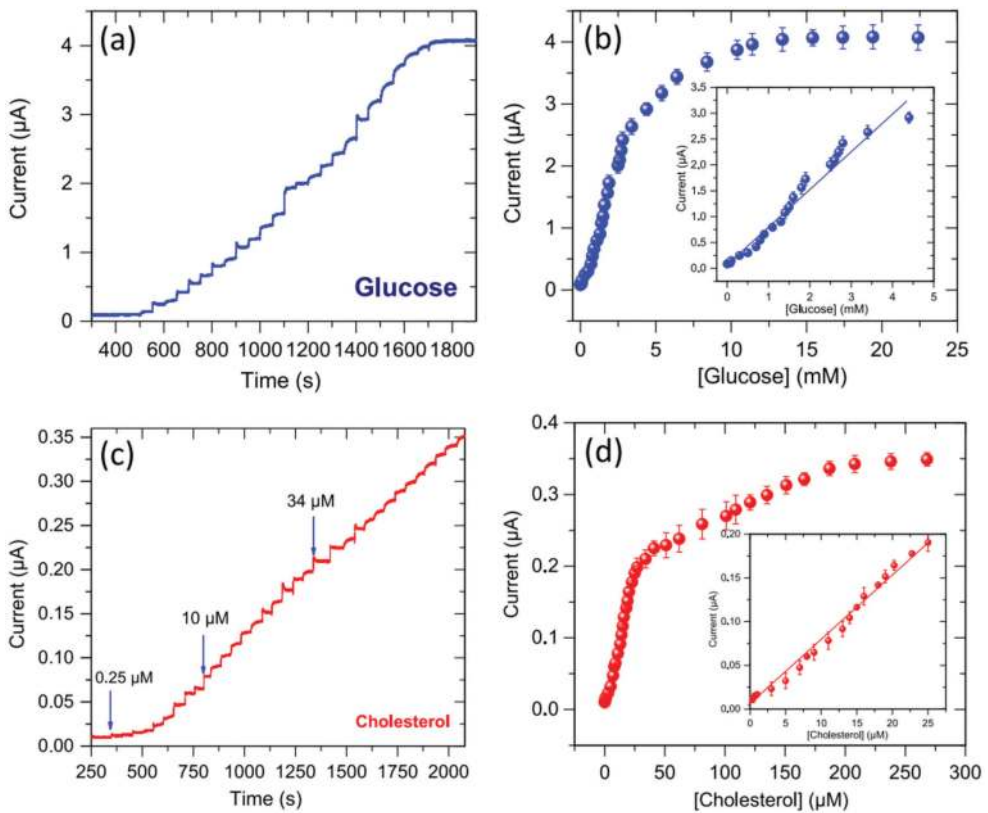 (a)
4
3
2
1
0
Current (μA)
Glucose
400 600 800 1000 1200 1400 1600 1800
Time (s)
(b)
4
3
2
1
0
Current (μA)
0 5 10 15 20 25
[Glucose] (mM)
3,5
3,0
2,5
2,0
1,5
1,0
0,5
0,0
Current (μA)
0 1 2 3 4 5
[Glucose] (mM)
(c)
0.35
0.30
0.25
0.20
0.15
0.10
0.05
0.00
Current (μA)
34 μM
10 μM
0.25 μM
Cholesterol
250 500 750 1000 1250 1500 1750 2000
Time (s)
(d)
0.4
0.3
0.2
0.1
0.0
Current (μA)
0 50 100 150 200 250 300
[Cholesterol] (μM)
0,20
0,15
0,10
0,05
0,00
Current (μA)
0 5 10 15 20 25
[Cholesterol] (μM)